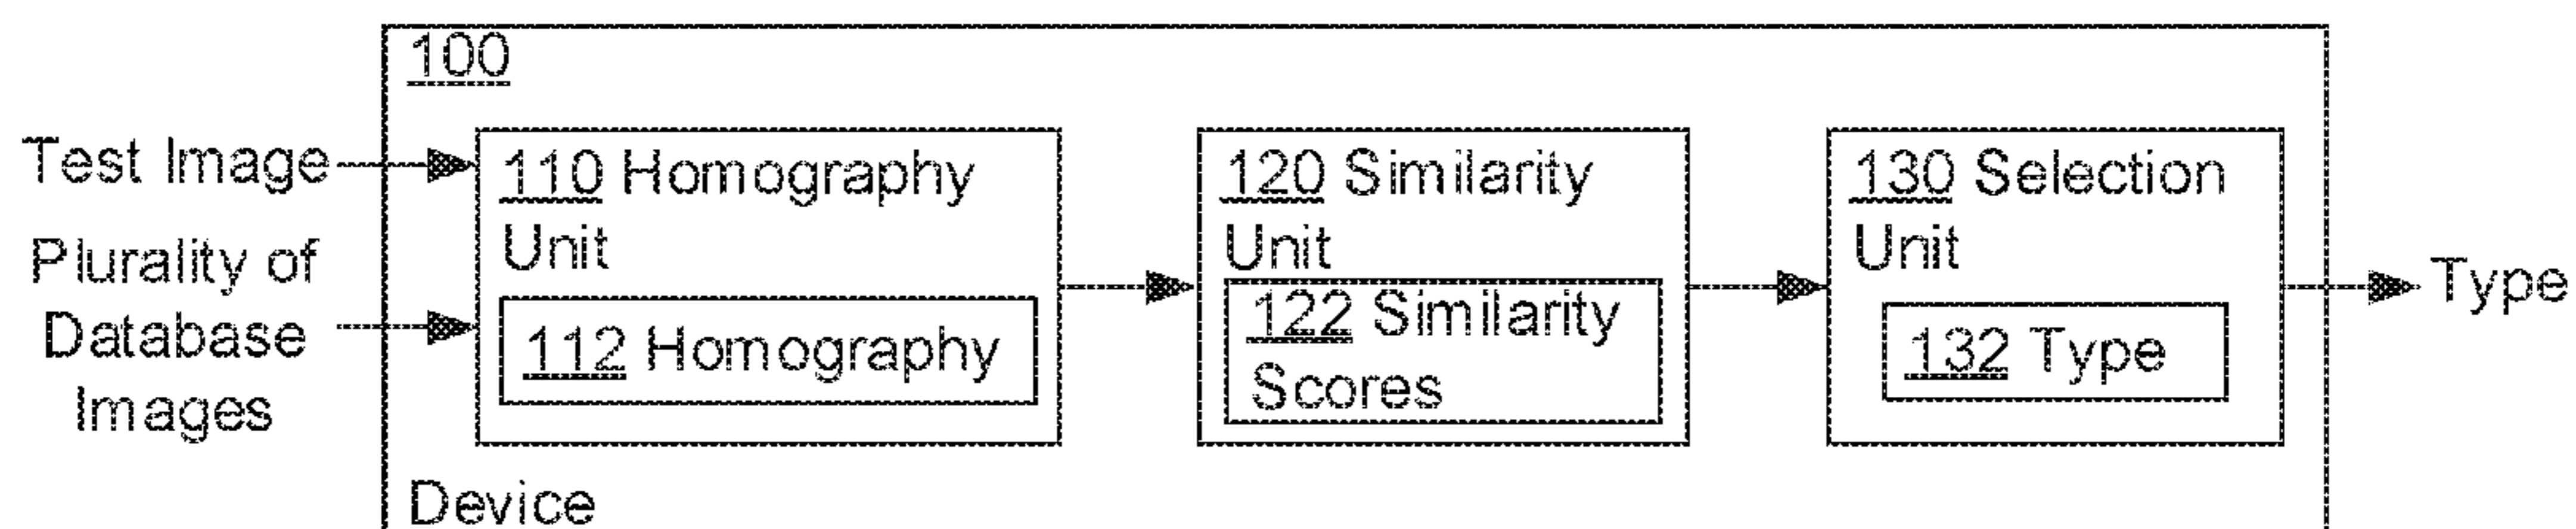 100
Test Image
Plurality of
Database
Images
110 Homography
Unit
112 Homography
120 Similarity
Unit
122 Similarity
Scores
130 Selection
Unit
132 Type
Type
Device